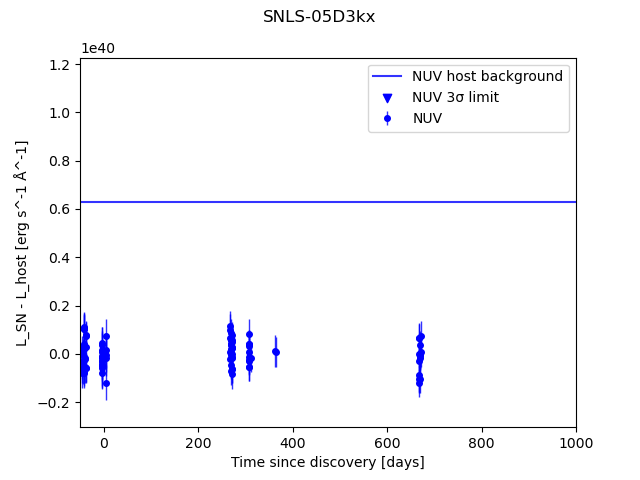 SNLS-05D3kx
1e40
NUV host background
NUV 3σ limit
NUV
1.2
1.0
0.8
0.6
0.4
0.2
0.0
−0.2
L_SN - L_host [erg s^-1 Å^-1]
0
200
400
600
800
1000
Time since discovery [days]